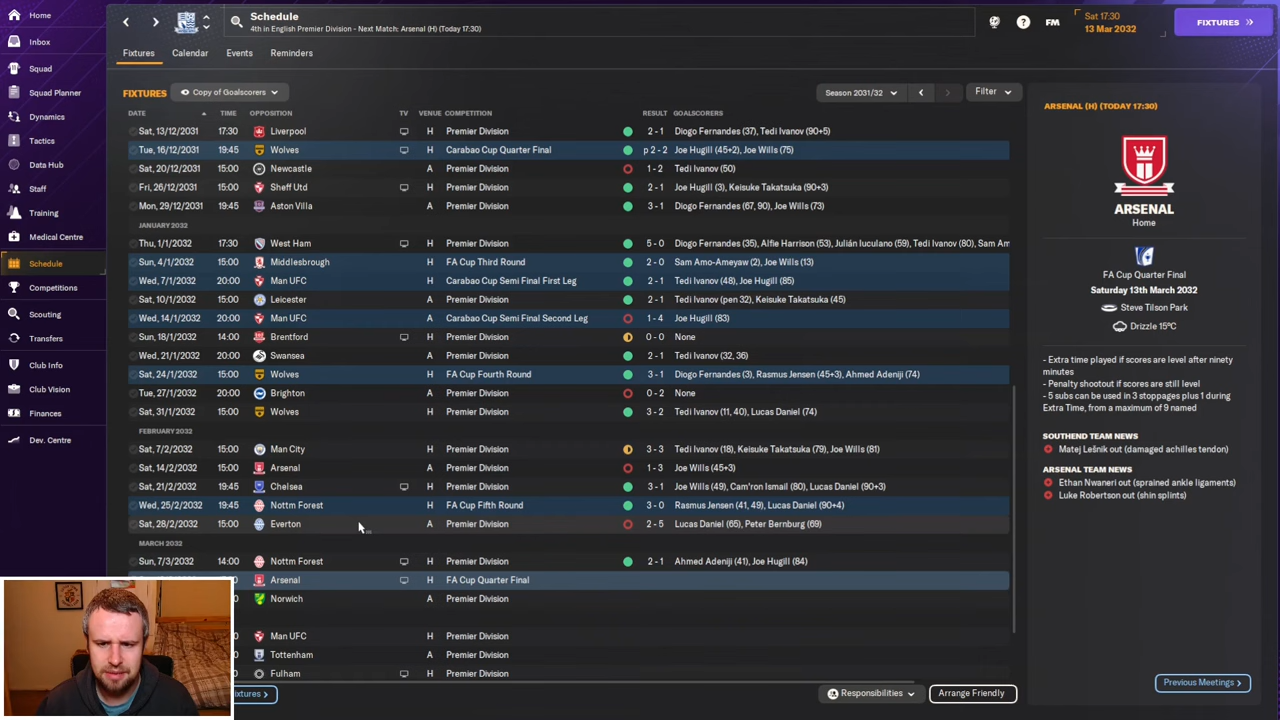 Home
Inbox
Squad
Squad Planner
Dynamics
Tactics
Data Hub
Staff
Training
Medical Centre
Schedule
Competitions
Scouting
Transfers
Club Info
Club Vision
Finances
Dev. Centre
Schedule
4th in English Premier Division - Next Match: Arsenal (H) (Today 17:30)
? FM
Sat 17:30
13 Mar 2032
FIXTURES
Fixtures Calendar Events Reminders
FIXTURES Copy of Goalscorers Season 2031/32 Filter
DATE TIME OPPOSITION TV VENUE COMPETITION RESULT GOALSCORERS
Sat, 13/12/2031 17:30 Liverpool H Premier Division 2 - 1 Diogo Fernandes (37), Tedi Ivanov (90+5)
Tue, 16/12/2031 19:45 Wolves H Carabao Cup Quarter Final p 2 - 2 Joe Hugill (45+2), Joe Wills (75)
Sat, 20/12/2031 15:00 Newcastle A Premier Division 1 - 2 Tedi Ivanov (50)
Fri, 26/12/2031 15:00 Sheff Utd H Premier Division 2 - 1 Joe Hugill (3), Keisuke Takatsuka (90+3)
Mon, 29/12/2031 19:45 Aston Villa A Premier Division 3 - 1 Diogo Fernandes (67, 90), Joe Wills (73)
JANUARY 2032
Thu, 1/1/2032 17:30 West Ham H Premier Division 5 - 0 Diogo Fernandes (35), Alfie Harrison (53), Julián Iuculano (59), Tedi Ivanov (80), Sam Am
Sun, 4/1/2032 15:00 Middlesbrough H FA Cup Third Round 2 - 0 Sam Amo-Ameyaw (2), Joe Wills (13)
Wed, 7/1/2032 20:00 Man UFC H Carabao Cup Semi Final First Leg 2 - 1 Tedi Ivanov (48), Joe Hugill (85)
Sat, 10/1/2032 15:00 Leicester A Premier Division 2 - 1 Tedi Ivanov (pen 32), Keisuke Takatsuka (45)
Wed, 14/1/2032 20:00 Man UFC A Carabao Cup Semi Final Second Leg 1 - 4 Joe Hugill (83)
Sun, 18/1/2032 14:00 Brentford H Premier Division 0 - 0 None
Wed, 21/1/2032 20:00 Swansea A Premier Division 2 - 1 Tedi Ivanov (32, 36)
Sat, 24/1/2032 15:00 Wolves H FA Cup Fourth Round 3 - 1 Diogo Fernandes (3), Rasmus Jensen (45+3), Ahmed Adeniji (74)
Tue, 27/1/2032 20:00 Brighton A Premier Division 0 - 2 None
Sat, 31/1/2032 15:00 Wolves H Premier Division 3 - 2 Tedi Ivanov (11, 40), Lucas Daniel (74)
FEBRUARY 2032
Sat, 7/2/2032 15:00 Man City H Premier Division 3 - 3 Tedi Ivanov (18), Keisuke Takatsuka (79), Joe Wills (81)
Sat, 14/2/2032 15:00 Arsenal A Premier Division 1 - 3 Joe Wills (45+3)
Sat, 21/2/2032 19:45 Chelsea H Premier Division 3 - 1 Joe Wills (49), Cam'ron Ismail (80), Lucas Daniel (90+3)
Wed, 25/2/2032 19:45 Nottm Forest H FA Cup Fifth Round 3 - 0 Rasmus Jensen (41, 49), Lucas Daniel (90+4)
Sat, 28/2/2032 15:00 Everton A Premier Division 2 - 5 Lucas Daniel (65), Peter Bernburg (69)
MARCH 2032
Sun, 7/3/2032 14:00 Nottm Forest H Premier Division 2 - 1 Ahmed Adeniji (41), Joe Hugill (84)
Arsenal H FA Cup Quarter Final
Norwich A Premier Division
Man UFC H Premier Division
Tottenham A Premier Division
Fulham H Premier Division
Responsibilities Arrange Friendly
ARSENAL (H) (TODAY 17:30)
ARSENAL
Home
FA Cup Quarter Final
Saturday 13th March 2032
Steve Tilson Park
Drizzle 15°C
- Extra time played if scores are level after ninety
minutes
- Penalty shootout if scores are still level
- 5 subs can be used in 3 stoppages plus 1 during
Extra Time, from a maximum of 9 named
SOUTHEND TEAM NEWS
Matej Lešnik out (damaged achilles tendon)
ARSENAL TEAM NEWS
Ethan Nwaneri out (sprained ankle ligaments)
Luke Robertson out (shin splints)
Previous Meetings